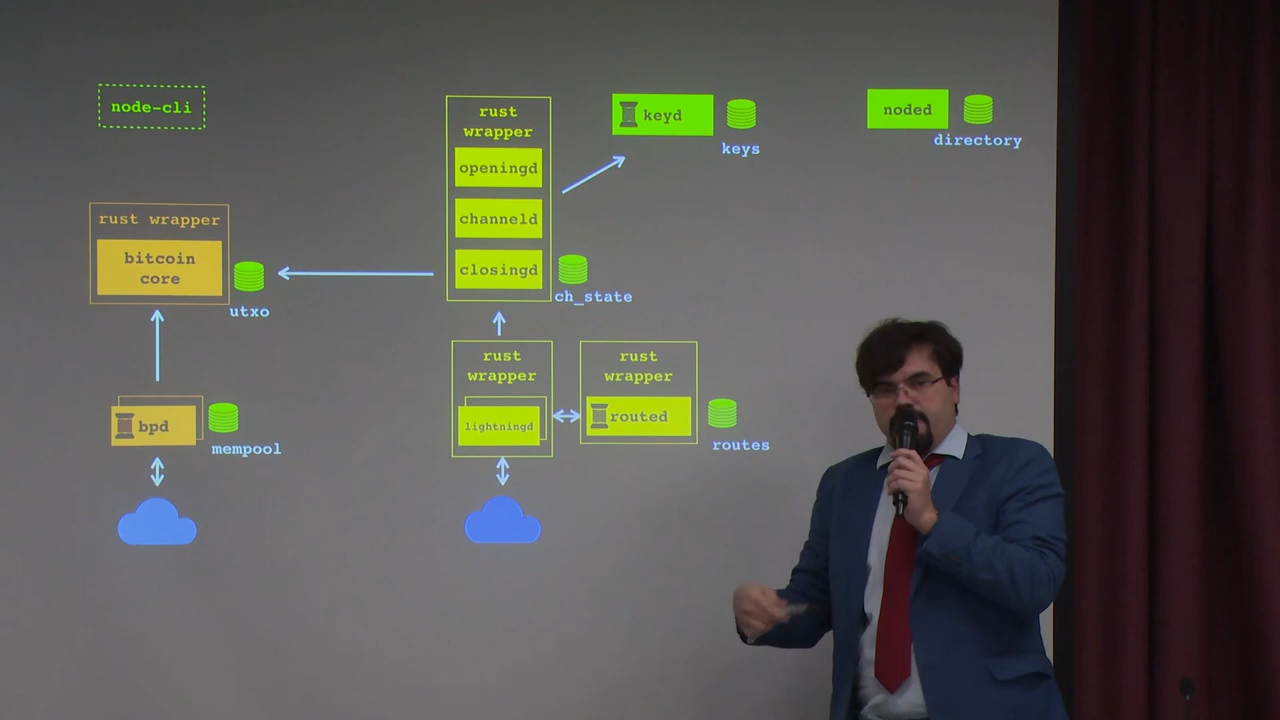 node-cli
rust wrapper
bitcoin
core
utxo
bpd
mempool
rust
wrapper
openingd
channeld
closingd
ch_state
rust
wrapper
lightningd
rust
wrapper
routed
routes
keyd
keys
noded
directory